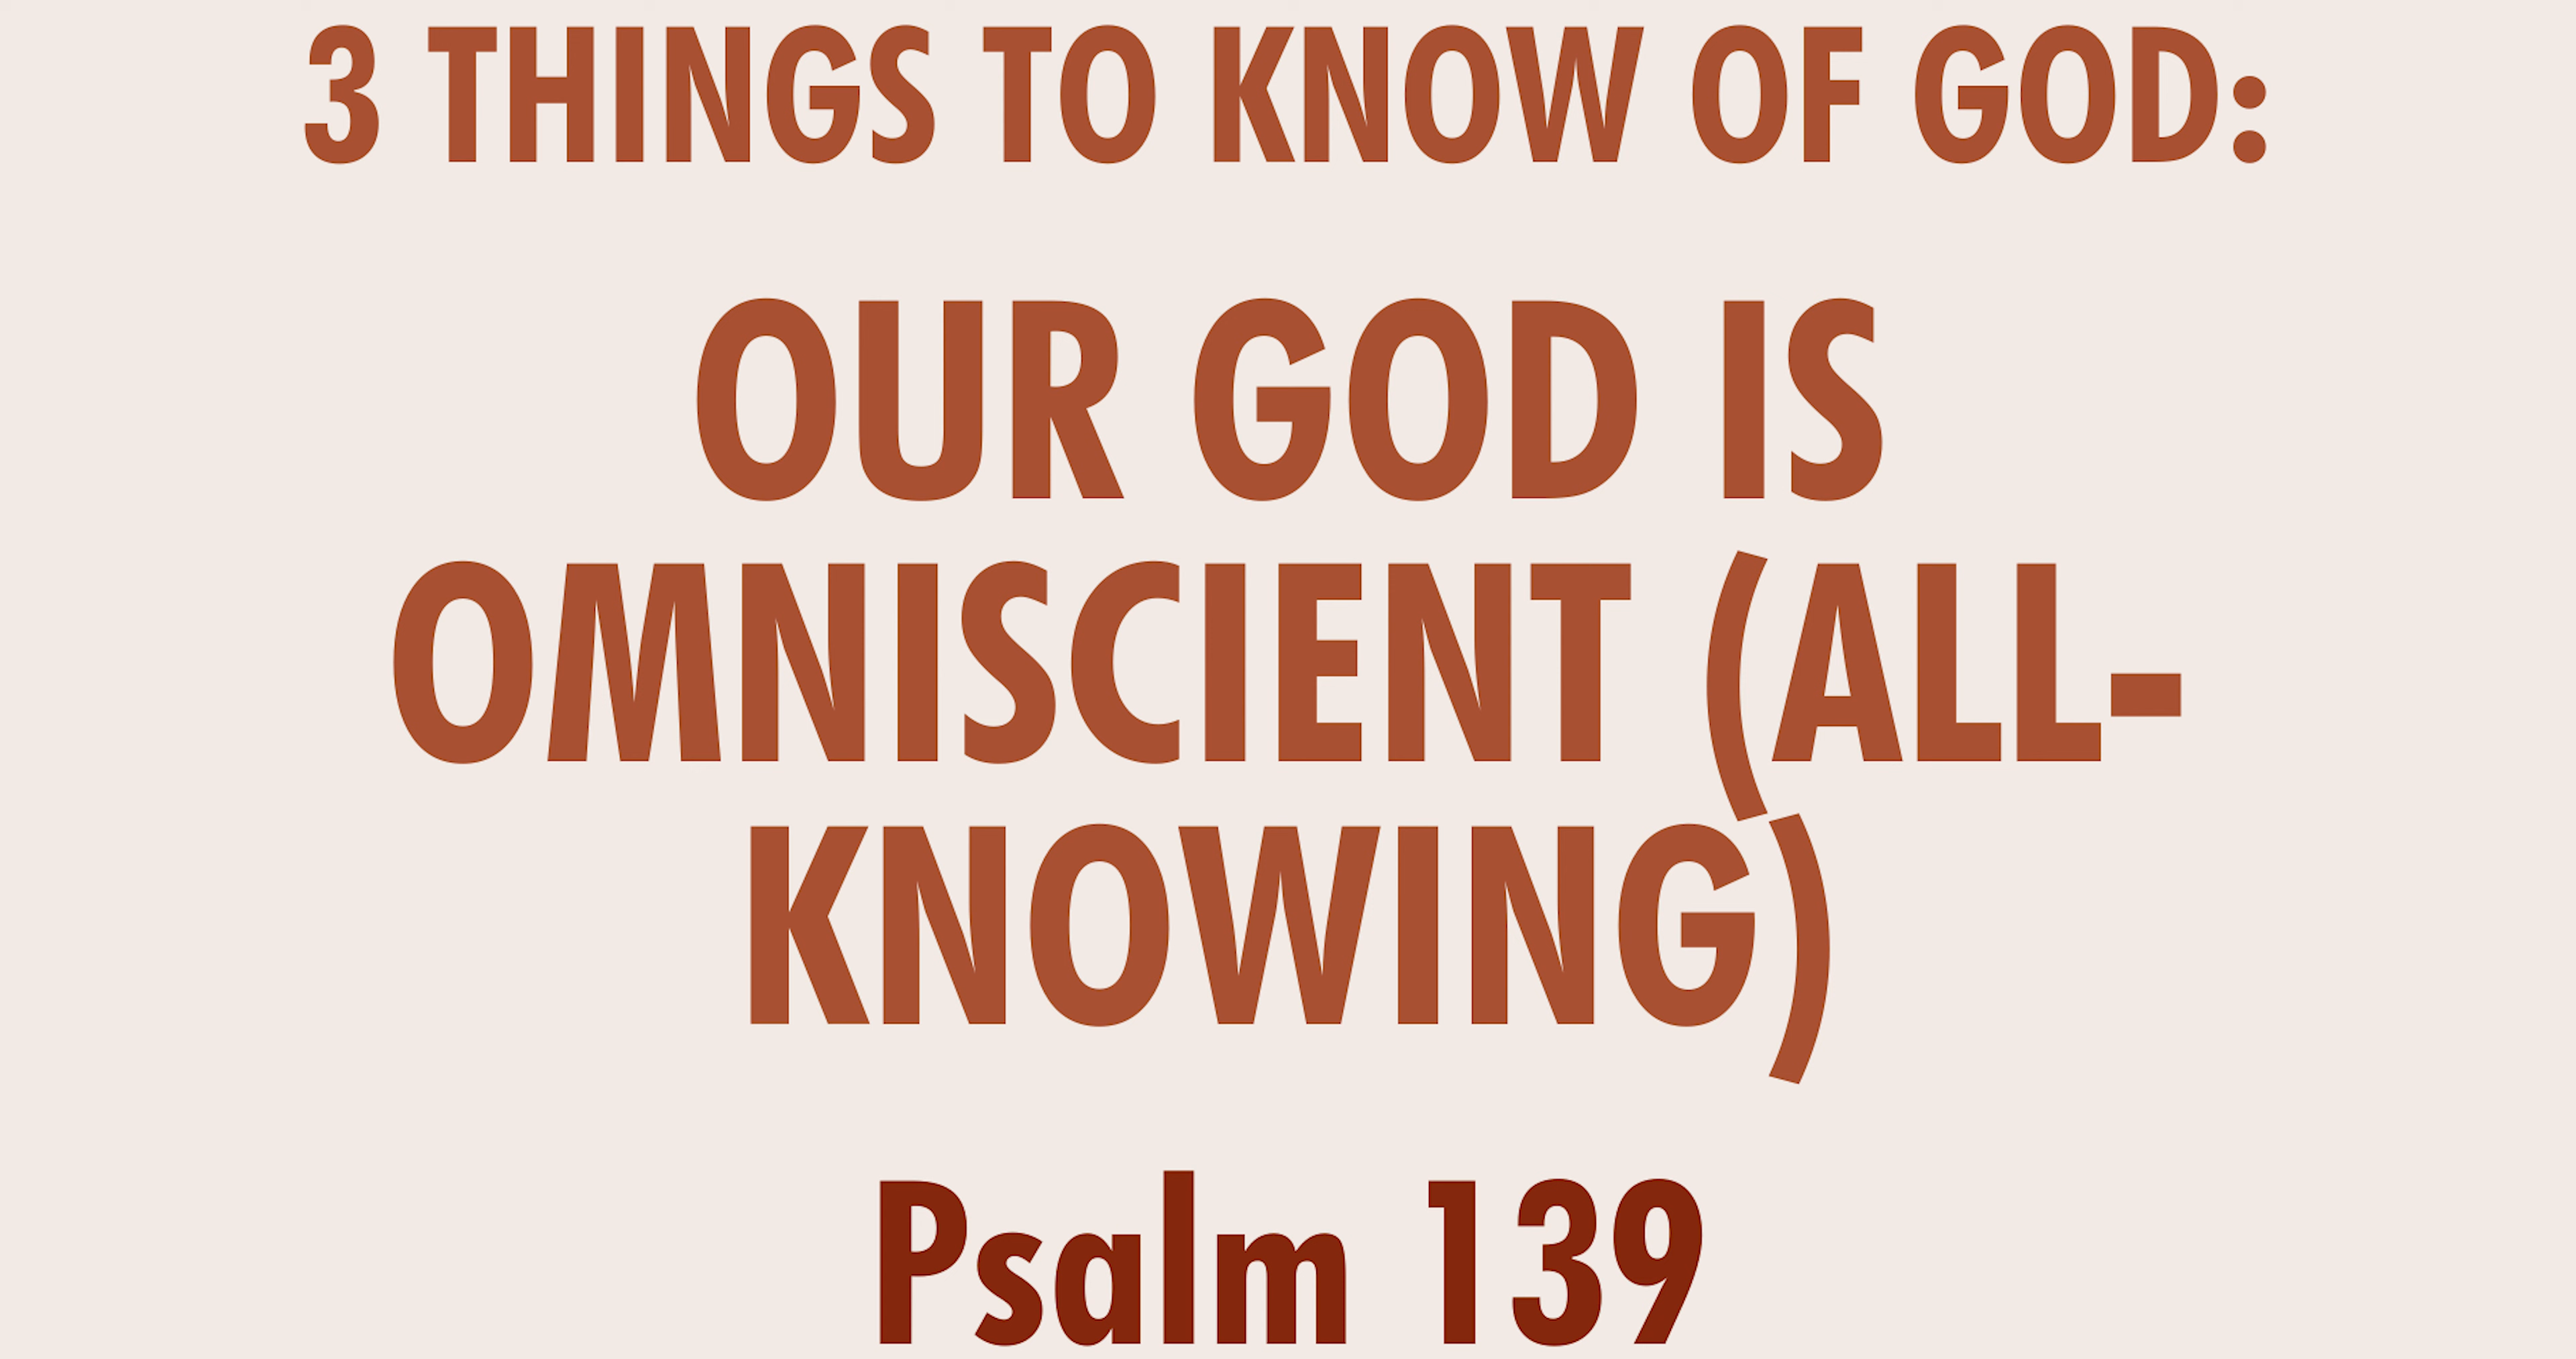 3 THINGS TO KNOW OF GOD:
OUR GOD IS
OMNISCIENT (ALL-
KNOWING)
Psalm 139